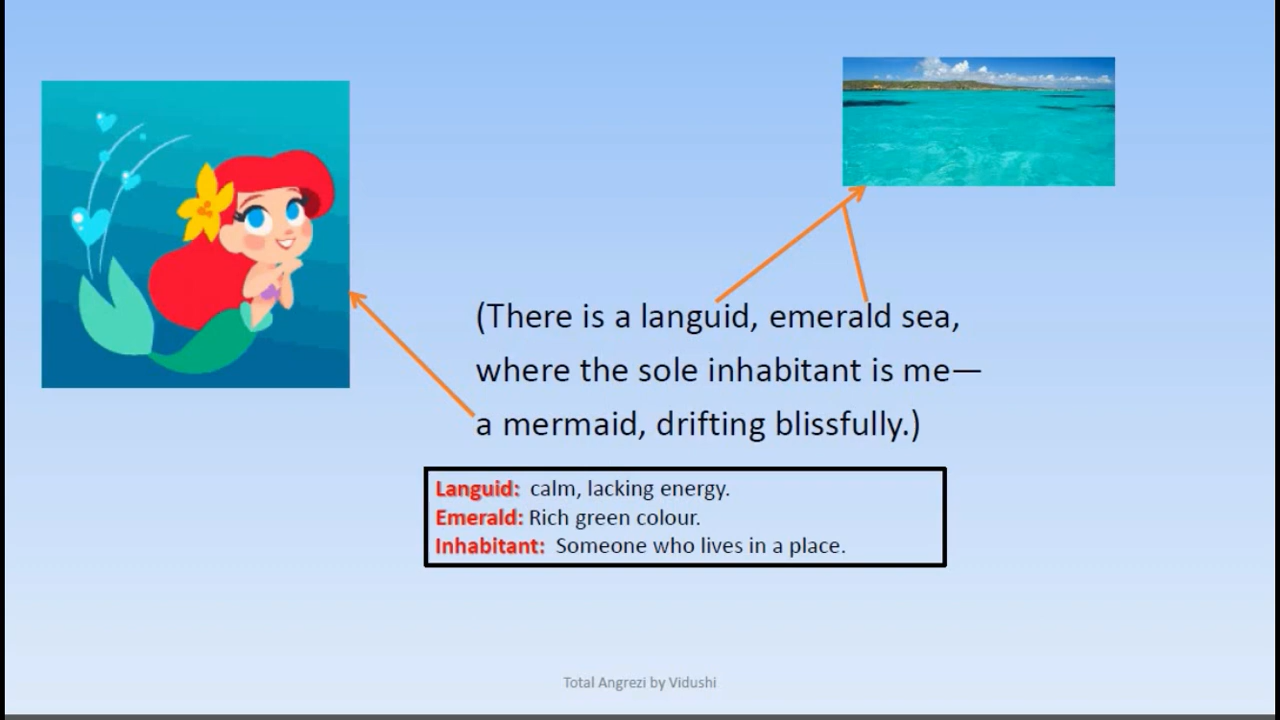 (There is a languid, emerald sea,
where the sole inhabitant is me—
a mermaid, drifting blissfully.)
Languid: calm, lacking energy.
Emerald: Rich green colour.
Inhabitant: Someone who lives in a place.
Total Angrezi by Vidushi